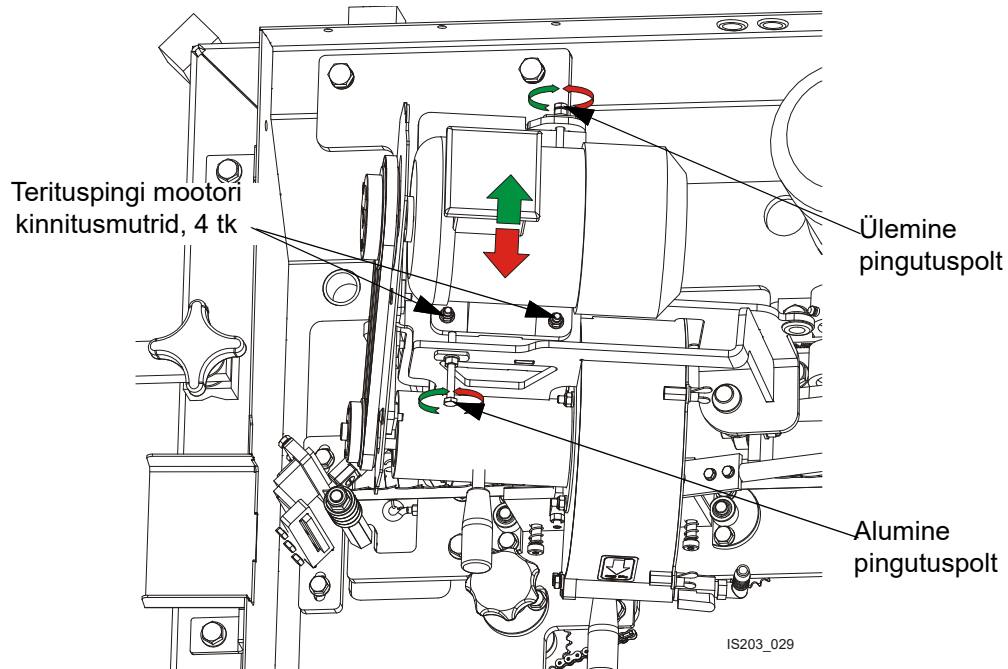 Terituspingi mootori
kinnitusmutrid, 4 tk
Ülemine
pingutuspolt
Alumine
pingutuspolt
IS203_029